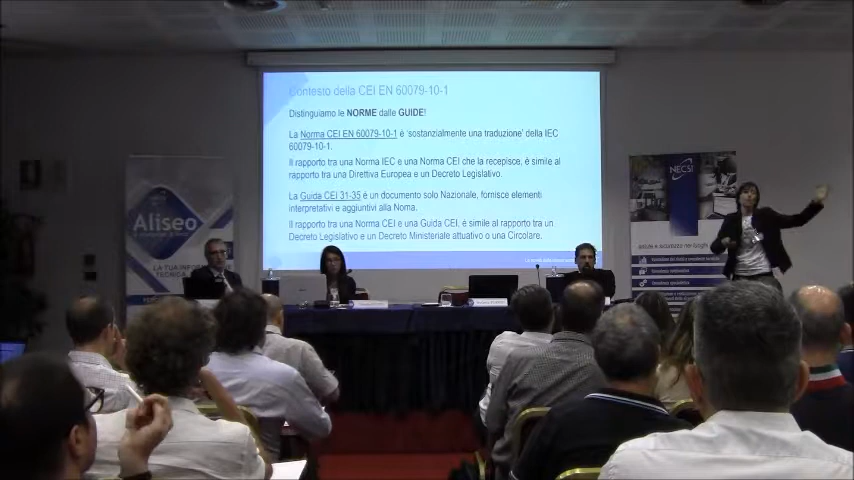 Contesto della CEI EN 60079-10-1
Distinguiamo le NORME dalle GUIDE!
La Norma CEI EN 60079-10-1 è 'sostanzialmente una traduzione' della IEC
60079-10-1.
Il rapporto tra una Norma IEC e una Norma CEI che la recepisce, è simile al
rapporto tra una Direttiva Europea e un Decreto Legislativo.
La Guida CEI 31-35 è un documento solo Nazionale, fornisce elementi
interpretativi e aggiuntivi alla Noma.
Il rapporto tra una Norma CEI e una Guida CEI, è simile al rapporto tra un
Decreto Legislativo e un Decreto Ministeriale attuativo o una Circolare.
Aliseo
LA TUA INFORMAZIONE
TECNICA
NECSI